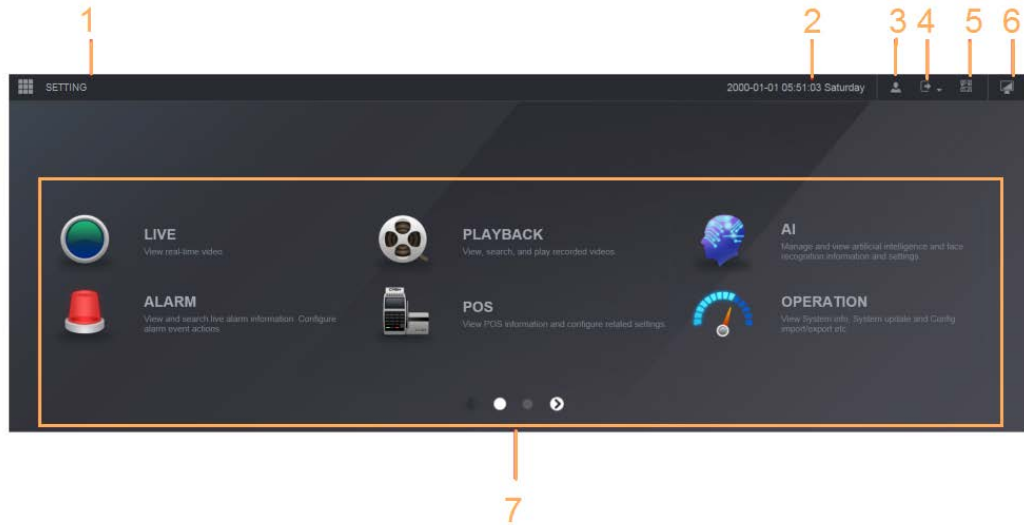 1 2 3 4 5 6
SETTING 2000-01-01 05:51:03 Saturday
LIVE
View real-time video.
PLAYBACK
View, search, and play recorded videos.
AI
Manage and view artificial intelligence and face
recognition information and settings.
ALARM
View and search live alarm information. Configure
alarm event actions.
POS
View POS information and configure related settings.
OPERATION
View System info, System update and Config
import/export etc.
7